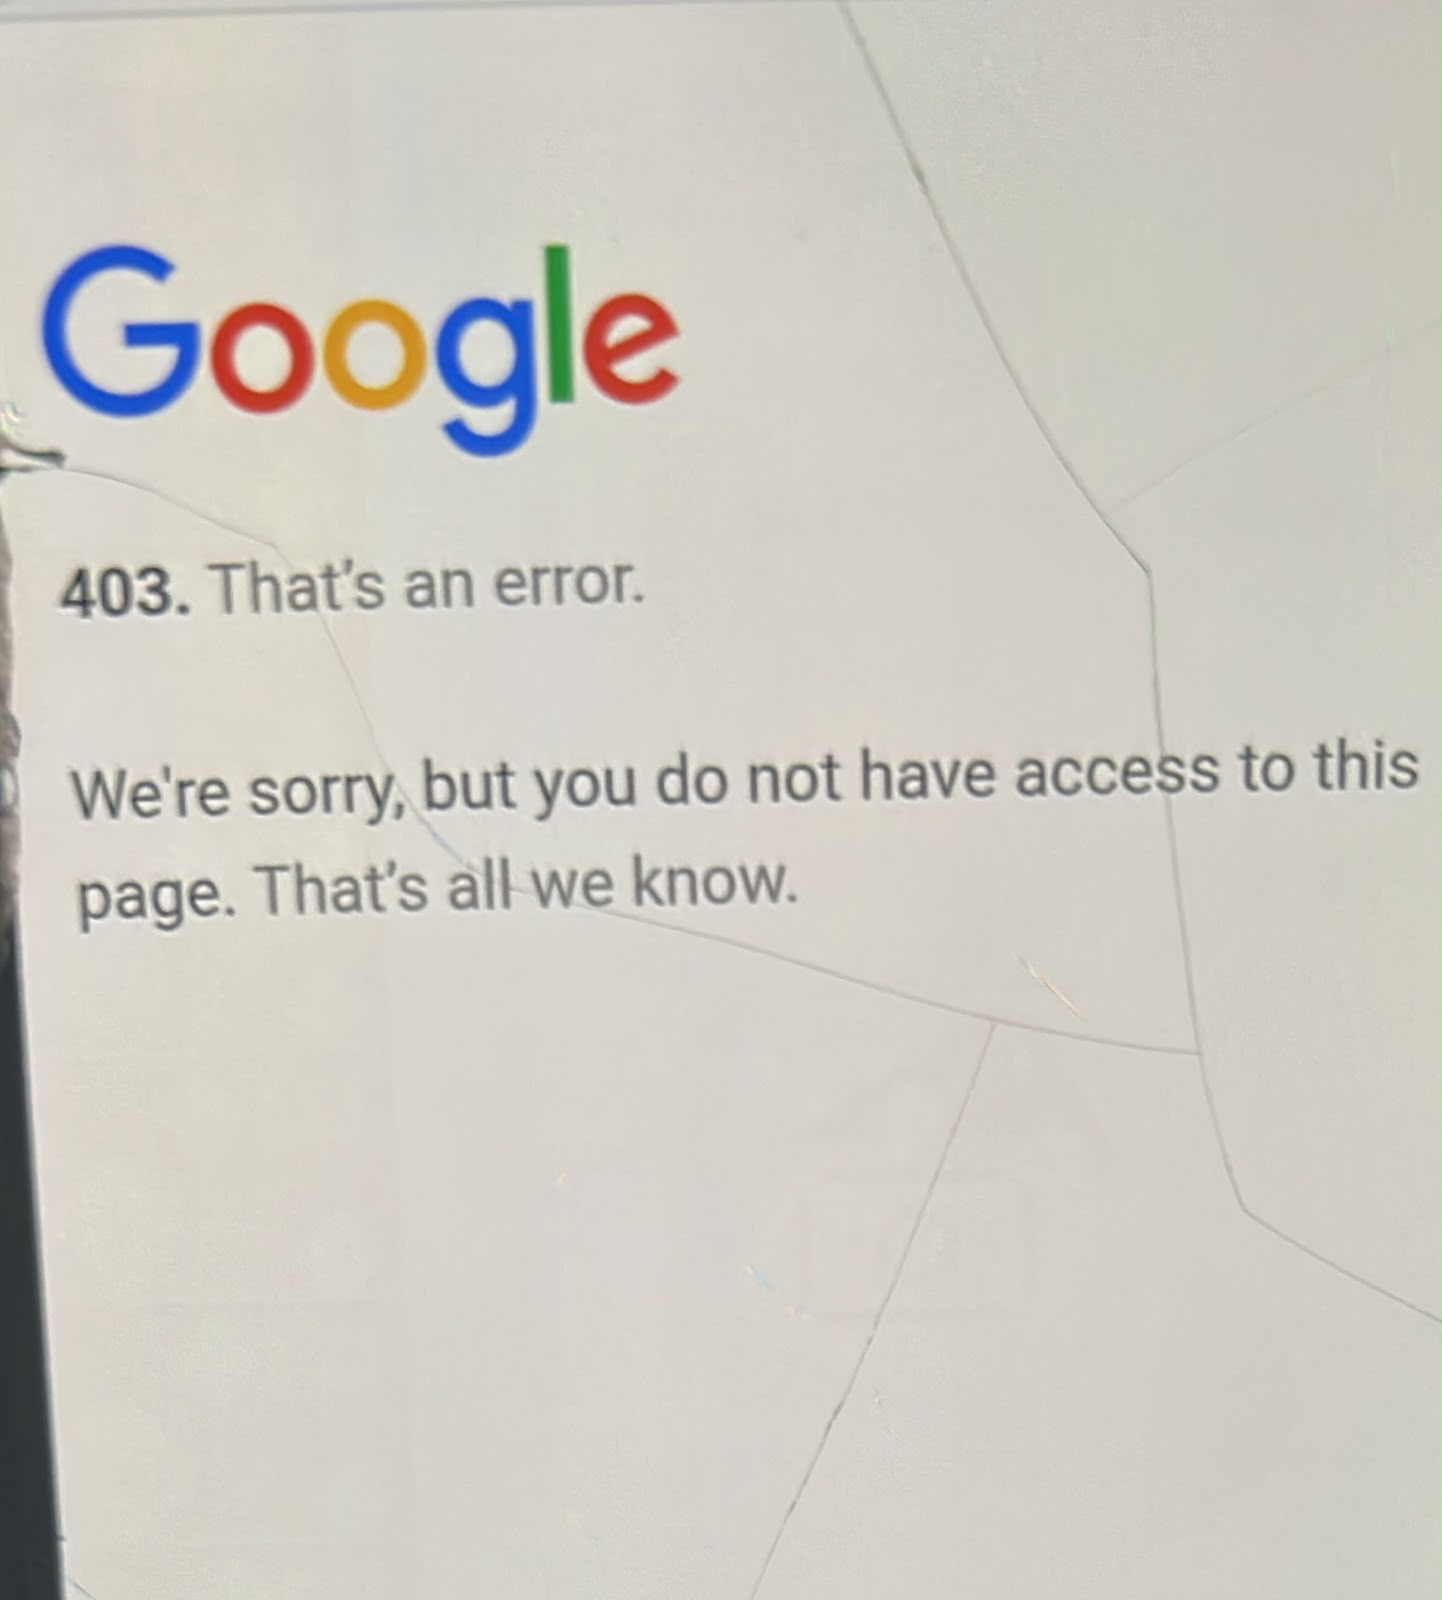 Google
403. That's an error.
We're sorry, but you do not have access to this
page. That's all we know.